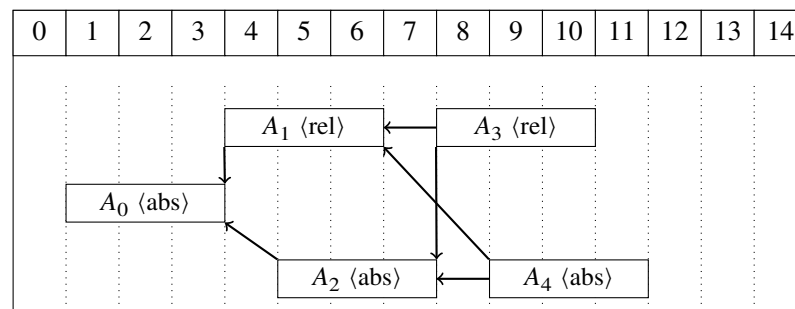 0 1 2 3 4 5 6 7 8 9 10 11 12 13 14
A₁ ⟨rel⟩ A₃ ⟨rel⟩
A₀ ⟨abs⟩
A₂ ⟨abs⟩ A₄ ⟨abs⟩